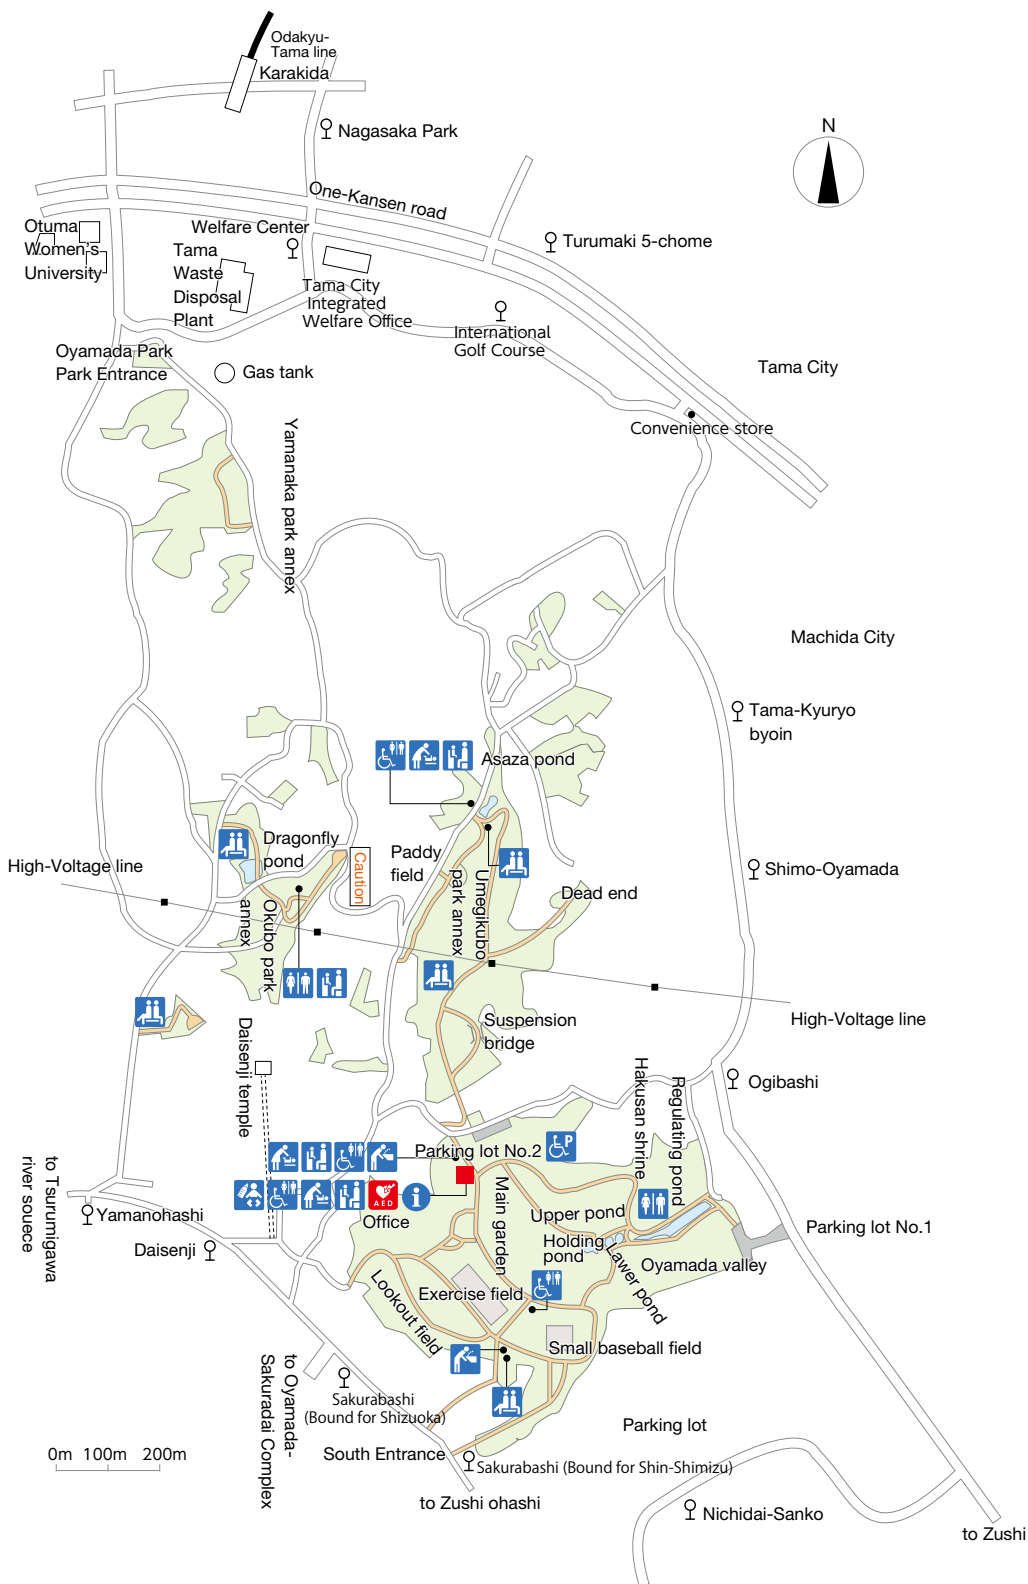 Odakyu-
Tama line
Karakida
Nagasaka Park
N
One-Kansen road
Otuma
Women's
University
Welfare Center
Tama
Waste
Disposal
Plant
Turumaki 5-chome
Tama City
Integrated
Welfare Office
International
Golf Course
Oyamada Park
Park Entrance
Gas tank
Tama City
Convenience store
Yamanaka park annex
Machida City
Tama-Kyuryo
byoin
Asaza pond
Dragonfly
pond
Caution
Paddy
field
High-Voltage line
Shimo-Oyamada
Umegikubo
park annex
Dead end
Okubo park
annex
Suspension
bridge
High-Voltage line
Daisenji temple
Hakusan shrine
Regulating pond
Ogibashi
Parking lot No.2
P
to Tsurumigawa
river souece
Yamanohashi
AED
i
Office
Main garden
Upper pond
Parking lot No.1
Daisenji
Holding
pond
Lawer pond
Oyamada valley
Lookout field
Exercise field
Small baseball field
to Oyamada-
Sakuradai Complex
Sakurabashi
(Bound for Shizuoka)
Parking lot
0m 100m 200m
South Entrance
Sakurabashi (Bound for Shin-Shimizu)
to Zushi ohashi
Nichidai-Sanko
to Zushi